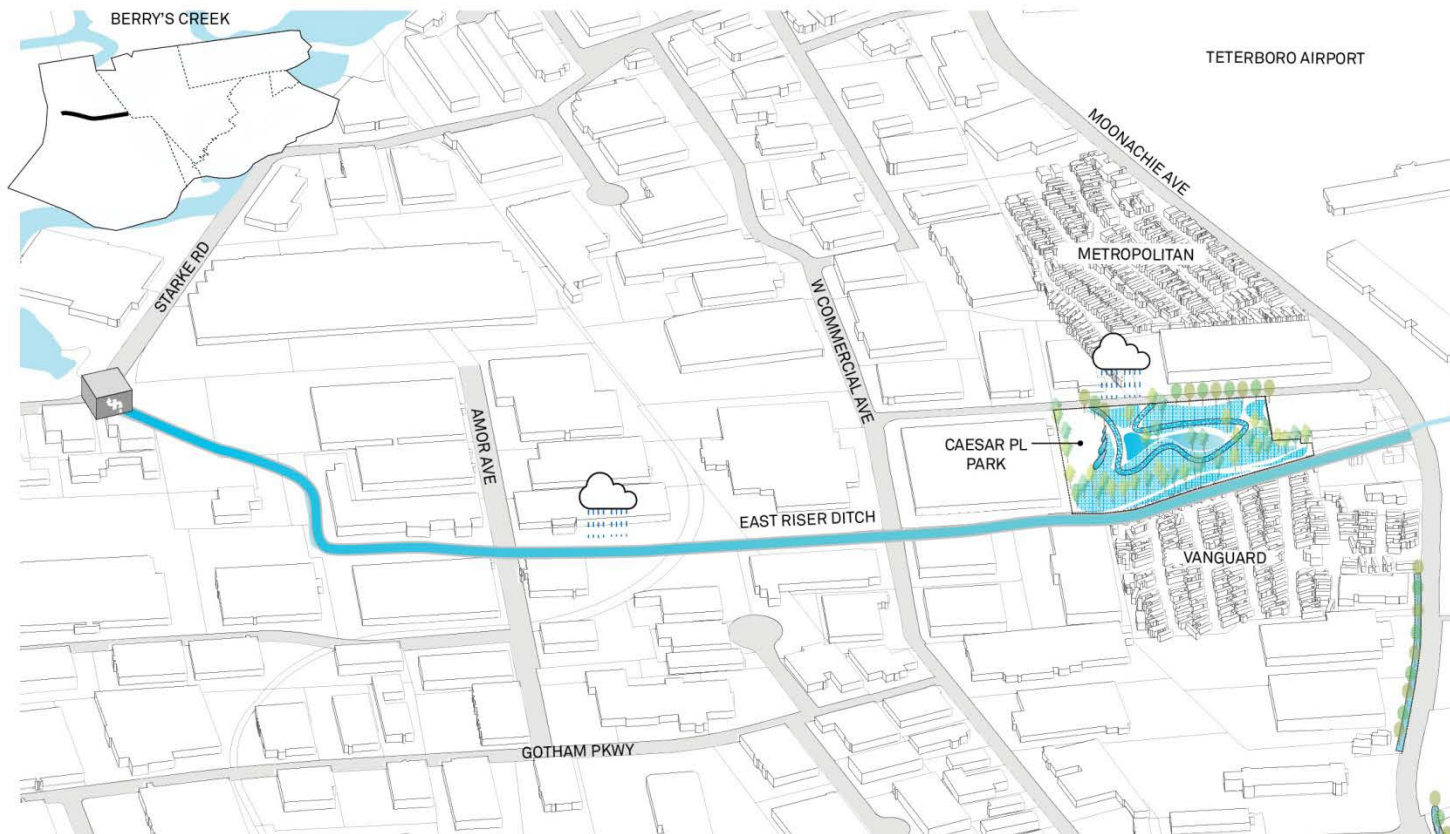 BERRY'S CREEK
TETERBORO AIRPORT
MOONACHIE AVE
METROPOLITAN
STARKE RD
W COMMERCIAL AVE
AMOR AVE
CAESAR PL
PARK
EAST RISER DITCH
VANGUARD
GOTHAM PKWY